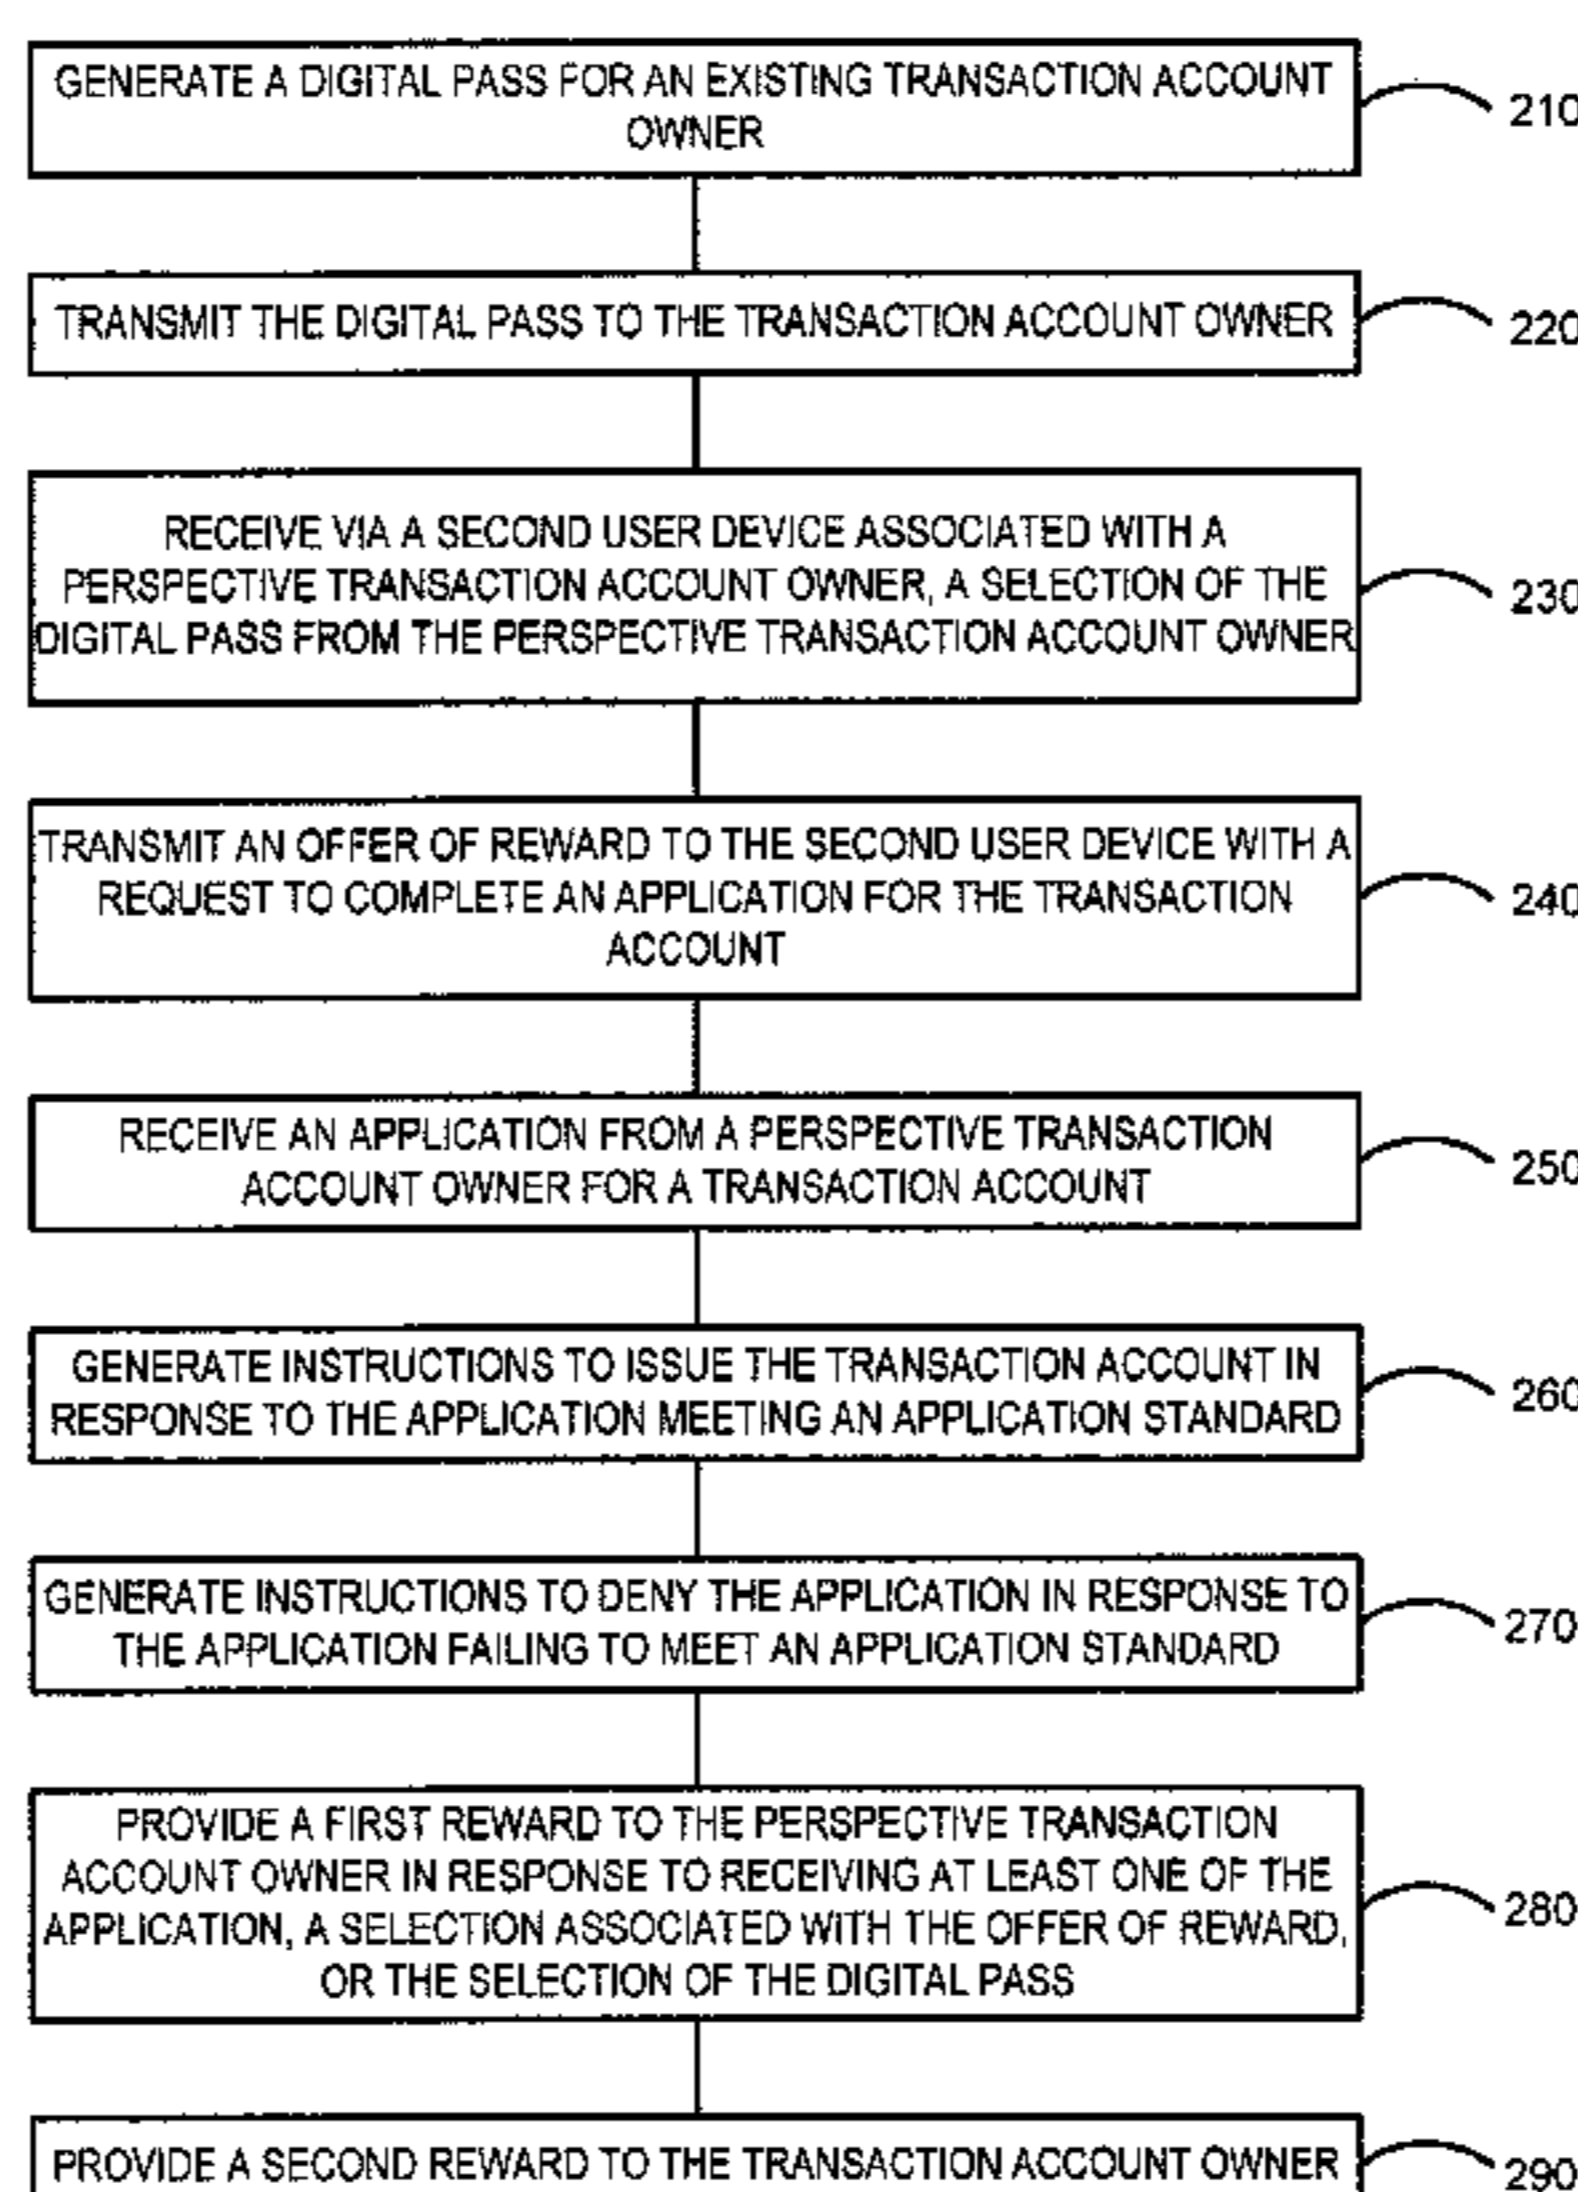 GENERATE A DIGITAL PASS FOR AN EXISTING TRANSACTION ACCOUNT
OWNER
210
TRANSMIT THE DIGITAL PASS TO THE TRANSACTION ACCOUNT OWNER
220
RECEIVE VIA A SECOND USER DEVICE ASSOCIATED WITH A
PERSPECTIVE TRANSACTION ACCOUNT OWNER, A SELECTION OF THE
DIGITAL PASS FROM THE PERSPECTIVE TRANSACTION ACCOUNT OWNER
230
TRANSMIT AN OFFER OF REWARD TO THE SECOND USER DEVICE WITH A
REQUEST TO COMPLETE AN APPLICATION FOR THE TRANSACTION
ACCOUNT
240
RECEIVE AN APPLICATION FROM A PERSPECTIVE TRANSACTION
ACCOUNT OWNER FOR A TRANSACTION ACCOUNT
250
GENERATE INSTRUCTIONS TO ISSUE THE TRANSACTION ACCOUNT IN
RESPONSE TO THE APPLICATION MEETING AN APPLICATION STANDARD
260
GENERATE INSTRUCTIONS TO DENY THE APPLICATION IN RESPONSE TO
THE APPLICATION FAILING TO MEET AN APPLICATION STANDARD
270
PROVIDE A FIRST REWARD TO THE PERSPECTIVE TRANSACTION
ACCOUNT OWNER IN RESPONSE TO RECEIVING AT LEAST ONE OF THE
APPLICATION, A SELECTION ASSOCIATED WITH THE OFFER OF REWARD,
OR THE SELECTION OF THE DIGITAL PASS
280
PROVIDE A SECOND REWARD TO THE TRANSACTION ACCOUNT OWNER
290